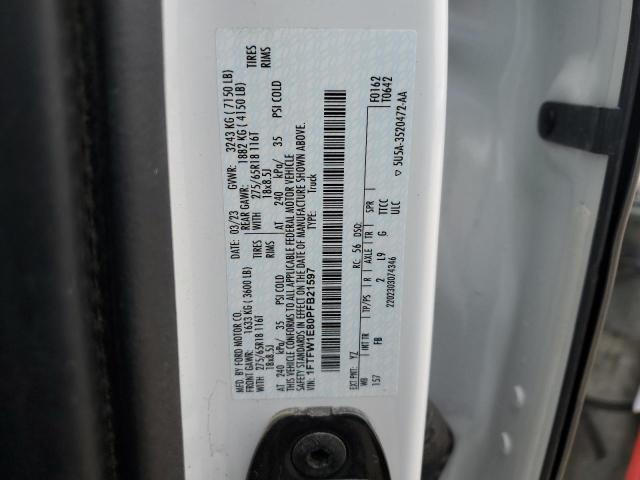 MFD. BY FORD MOTOR CO.
DATE: 03/23 GVWR: 3243 KG ( 7150 LB)
FRONT GAWR: 1633 KG ( 3600 LB) REAR GAWR: 1882 KG ( 4150 LB)
WITH 275/65R18 116T TIRES WITH 275/65R18 116T TIRES
18x8.5J RIMS 18x8.5J RIMS
AT 240 kPa/ 35 PSI COLD AT 240 kPa/ 35 PSI COLD
THIS VEHICLE CONFORMS TO ALL APPLICABLE FEDERAL MOTOR VEHICLE
SAFETY STANDARDS IN EFFECT ON THE DATE OF MANUFACTURE SHOWN ABOVE.
VIN: 1FTFW1E80PFB21597 TYPE: Truck
EXT PNT: YZ RC: 56 DSO: F0162
T0642
WB INT TR TP/PS R AXLE TR SPR
157 FB 2 L9 G TTCC
ULC
2202303074346
5U5A-3520472-AA